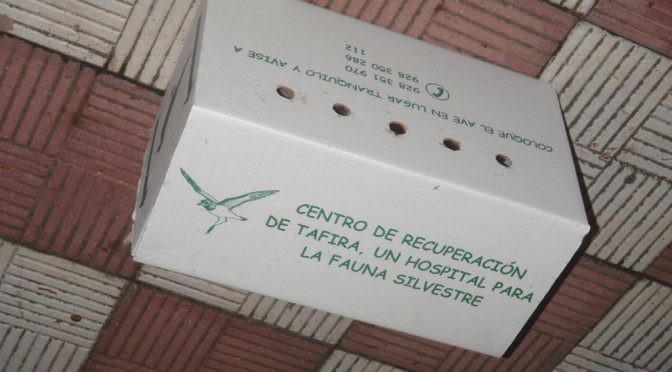 COLOQUE EL AVE EN LUGAR TRANQUILO Y AVISE A
928 351 970
928 350 286
112
CENTRO DE RECUPERACIÓN
DE TAFIRA, UN HOSPITAL PARA
LA FAUNA SILVESTRE